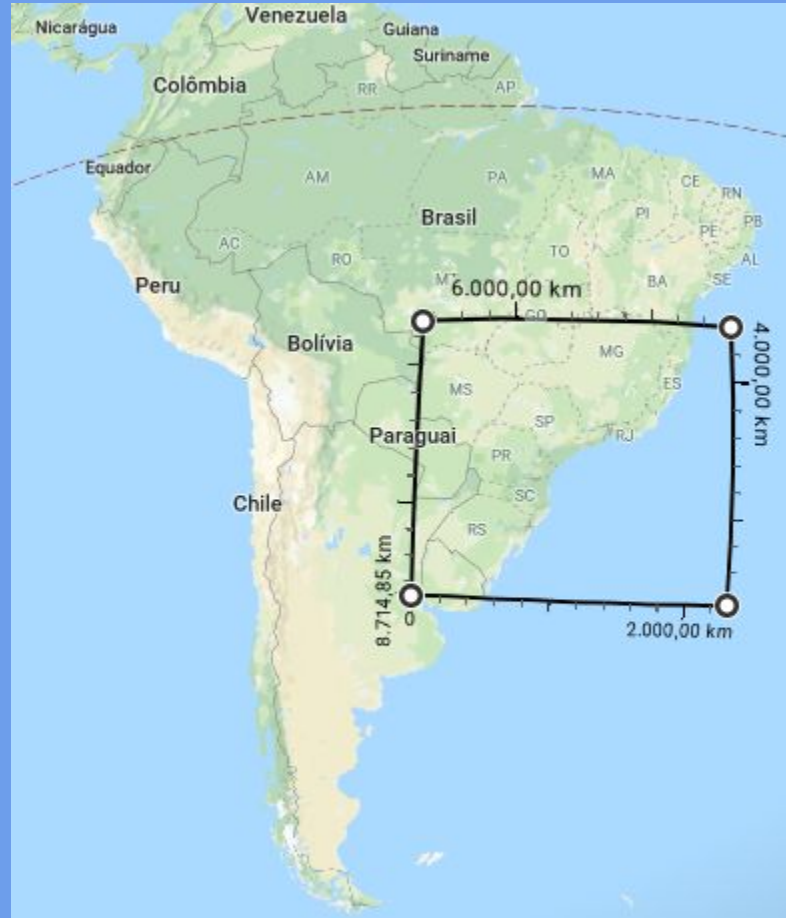 Venezuela
Nicarágua
Guiana
Suriname
Colômbia
RR
AP
Equador
AM
PA
MA
CE
RN
Brasil
PI
PB
PE
AC
RO
TO
AL
BA
SE
Peru
MT
6.000,00 km
GO
Bolívia
MG
4.000,00 km
MS
ES
SP
RJ
Paraguai
PR
SC
Chile
RS
8.714,85 km
0
2.000,00 km